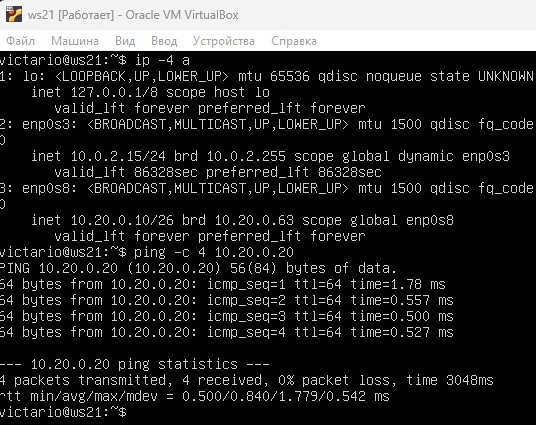 ws21 [Работает] - Oracle VM VirtualBox
Файл Машина Вид Ввод Устройства Справка
victario@ws21:~$ ip -4 a
1: lo: <LOOPBACK,UP,LOWER_UP> mtu 65536 qdisc noqueue state UNKNOWN
inet 127.0.0.1/8 scope host lo
valid_lft forever preferred_lft forever
2: enp0s3: <BROADCAST,MULTICAST,UP,LOWER_UP> mtu 1500 qdisc fq_code
0
inet 10.0.2.15/24 brd 10.0.2.255 scope global dynamic enp0s3
valid_lft 86328sec preferred_lft 86328sec
3: enp0s8: <BROADCAST,MULTICAST,UP,LOWER_UP> mtu 1500 qdisc fq_code
0
inet 10.20.0.10/26 brd 10.20.0.63 scope global enp0s8
valid_lft forever preferred_lft forever
victario@ws21:~$ ping -c 4 10.20.0.20
PING 10.20.0.20 (10.20.0.20) 56(84) bytes of data.
64 bytes from 10.20.0.20: icmp_seq=1 ttl=64 time=1.78 ms
64 bytes from 10.20.0.20: icmp_seq=2 ttl=64 time=0.557 ms
64 bytes from 10.20.0.20: icmp_seq=3 ttl=64 time=0.500 ms
64 bytes from 10.20.0.20: icmp_seq=4 ttl=64 time=0.527 ms
--- 10.20.0.20 ping statistics ---
4 packets transmitted, 4 received, 0% packet loss, time 3048ms
rtt min/avg/max/mdev = 0.500/0.840/1.779/0.542 ms
victario@ws21:~$